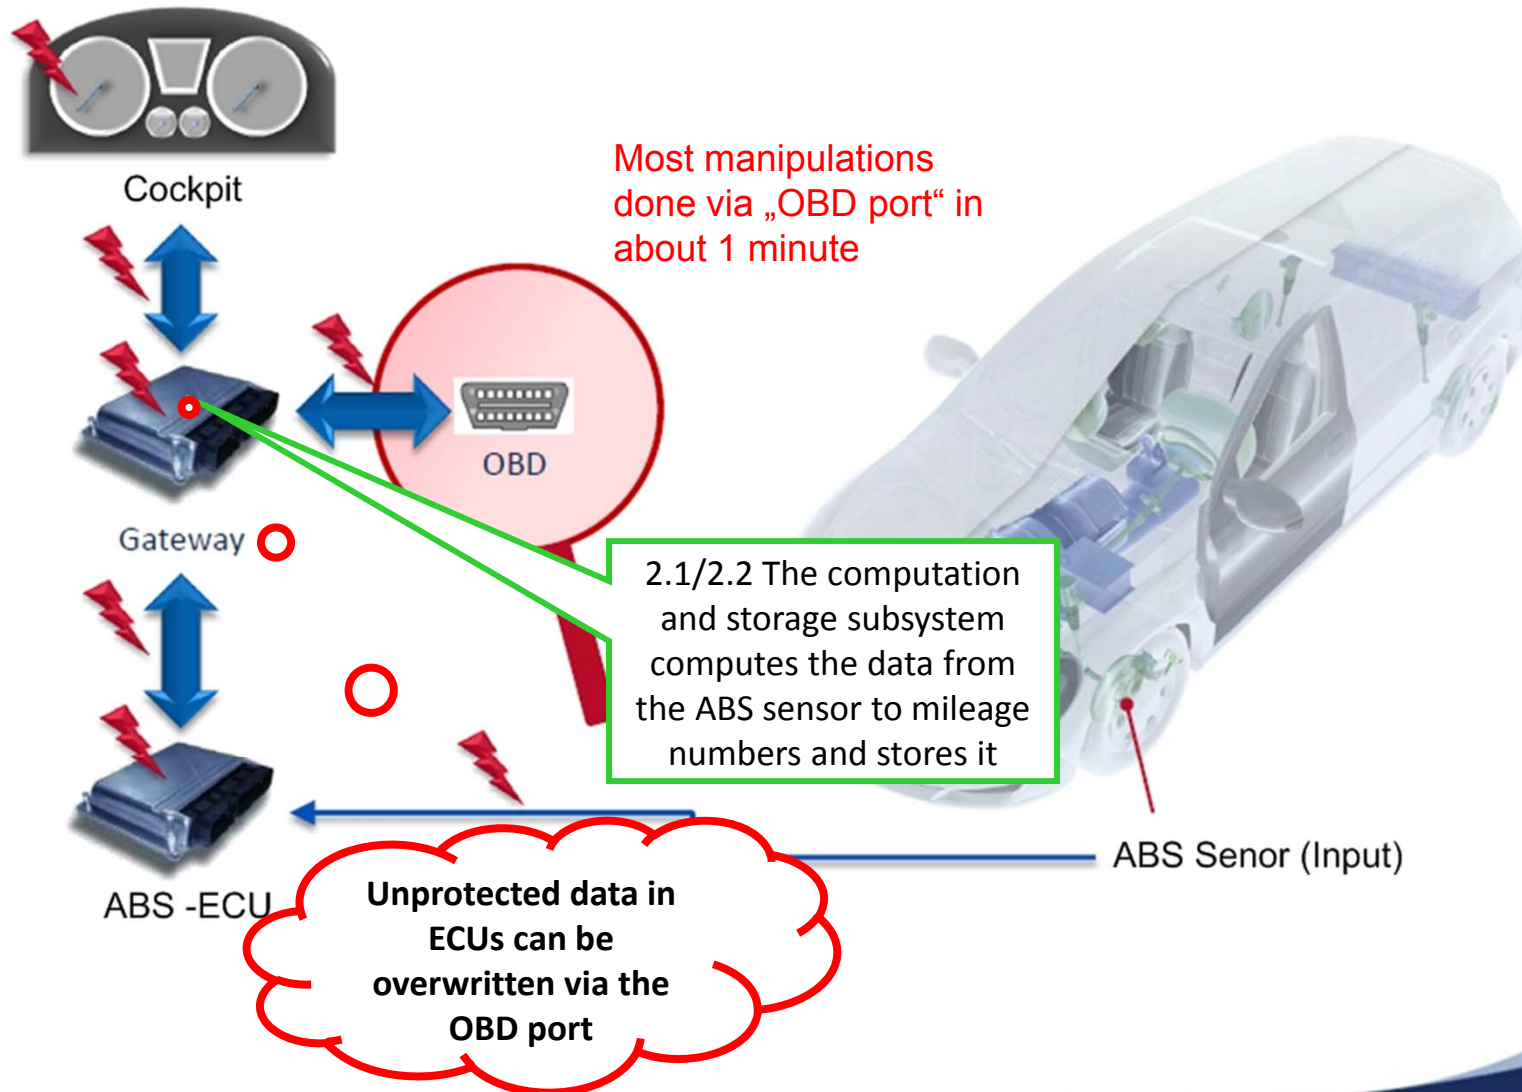 Cockpit
Most manipulations
done via „OBD port“ in
about 1 minute
OBD
Gateway
2.1/2.2 The computation
and storage subsystem
computes the data from
the ABS sensor to mileage
numbers and stores it
ABS Senor (Input)
ABS -ECU
Unprotected data in
ECUs can be
overwritten via the
OBD port